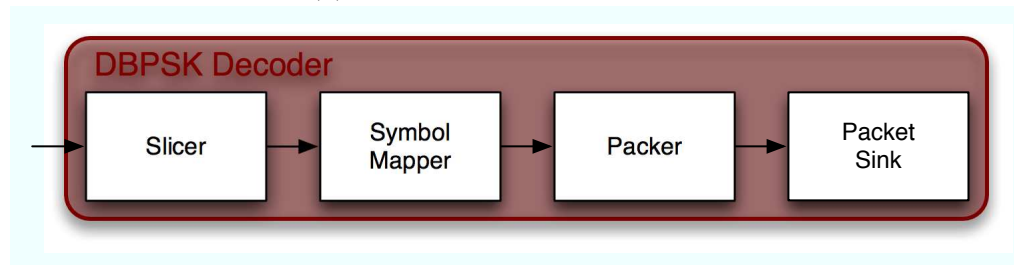 DBPSK Decoder
Slicer
Symbol
Mapper
Packer
Packet
Sink